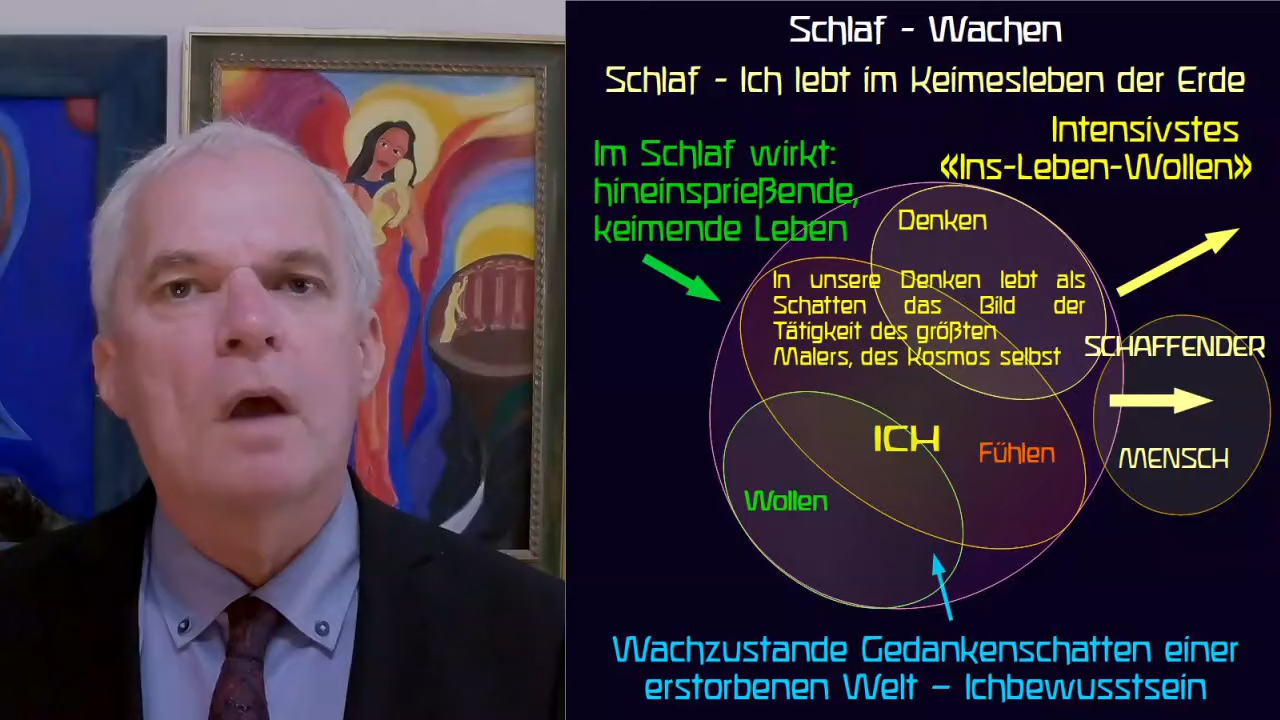 Schlaf - Wachen
Schlaf - Ich lebt im Keimesleben der Erde
Intensivstes
«Ins-Leben-Wollen»
Im Schlaf wirkt:
hineinsprießende,
keimende Leben
Denken
In unsere Denken lebt als
Schatten das Bild der
Tätigkeit des größten
Malers, des Kosmos selbst
SCHAFFENDER
MENSCH
ICH
Fühlen
Wollen
Wachzustande Gedankenschatten einer
erstorbenen Welt – Ichbewusstsein